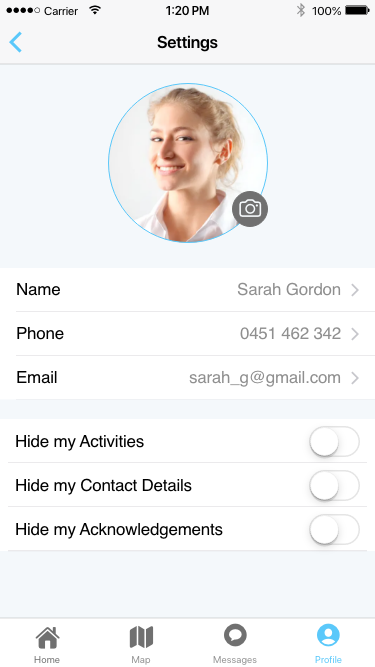 Carrier 1:20 PM 100%
Settings
Name Sarah Gordon
Phone 0451 462 342
Email sarah_g@gmail.com
Hide my Activities
Hide my Contact Details
Hide my Acknowledgements
Home Map Messages Profile